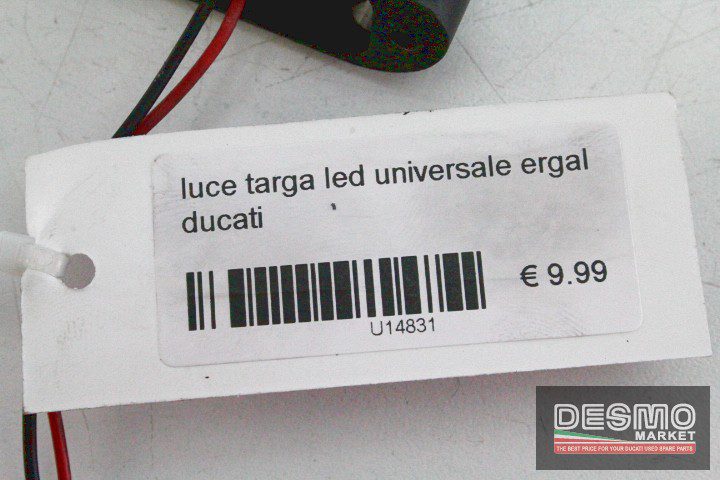 luce targa led universale ergal
ducati
€ 9.99
U14831
DESMO
MARKET
THE BEST PRICE FOR YOUR DUCATI USED SPARE PARTS